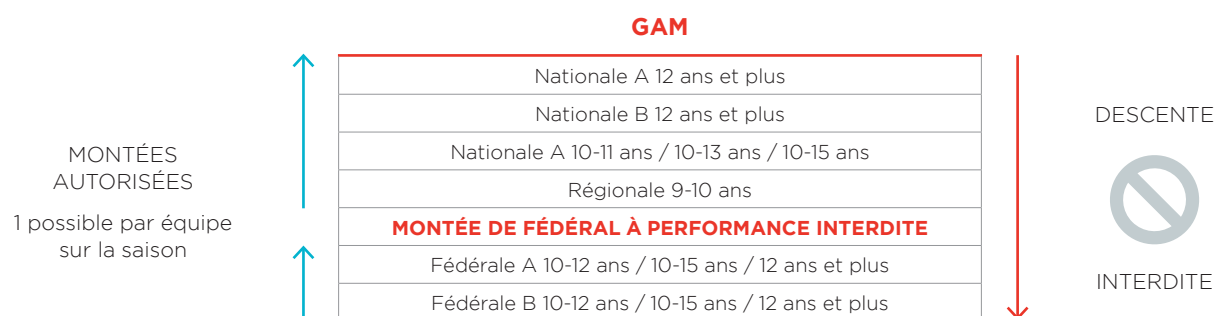 GAM
MONTÉES
AUTORISÉES
1 possible par équipe
sur la saison
Nationale A 12 ans et plus
Nationale B 12 ans et plus
Nationale A 10-11 ans / 10-13 ans / 10-15 ans
Régionale 9-10 ans
MONTÉE DE FÉDÉRAL À PERFORMANCE INTERDITE
Fédérale A 10-12 ans / 10-15 ans / 12 ans et plus
Fédérale B 10-12 ans / 10-15 ans / 12 ans et plus
DESCENTE
INTERDITE